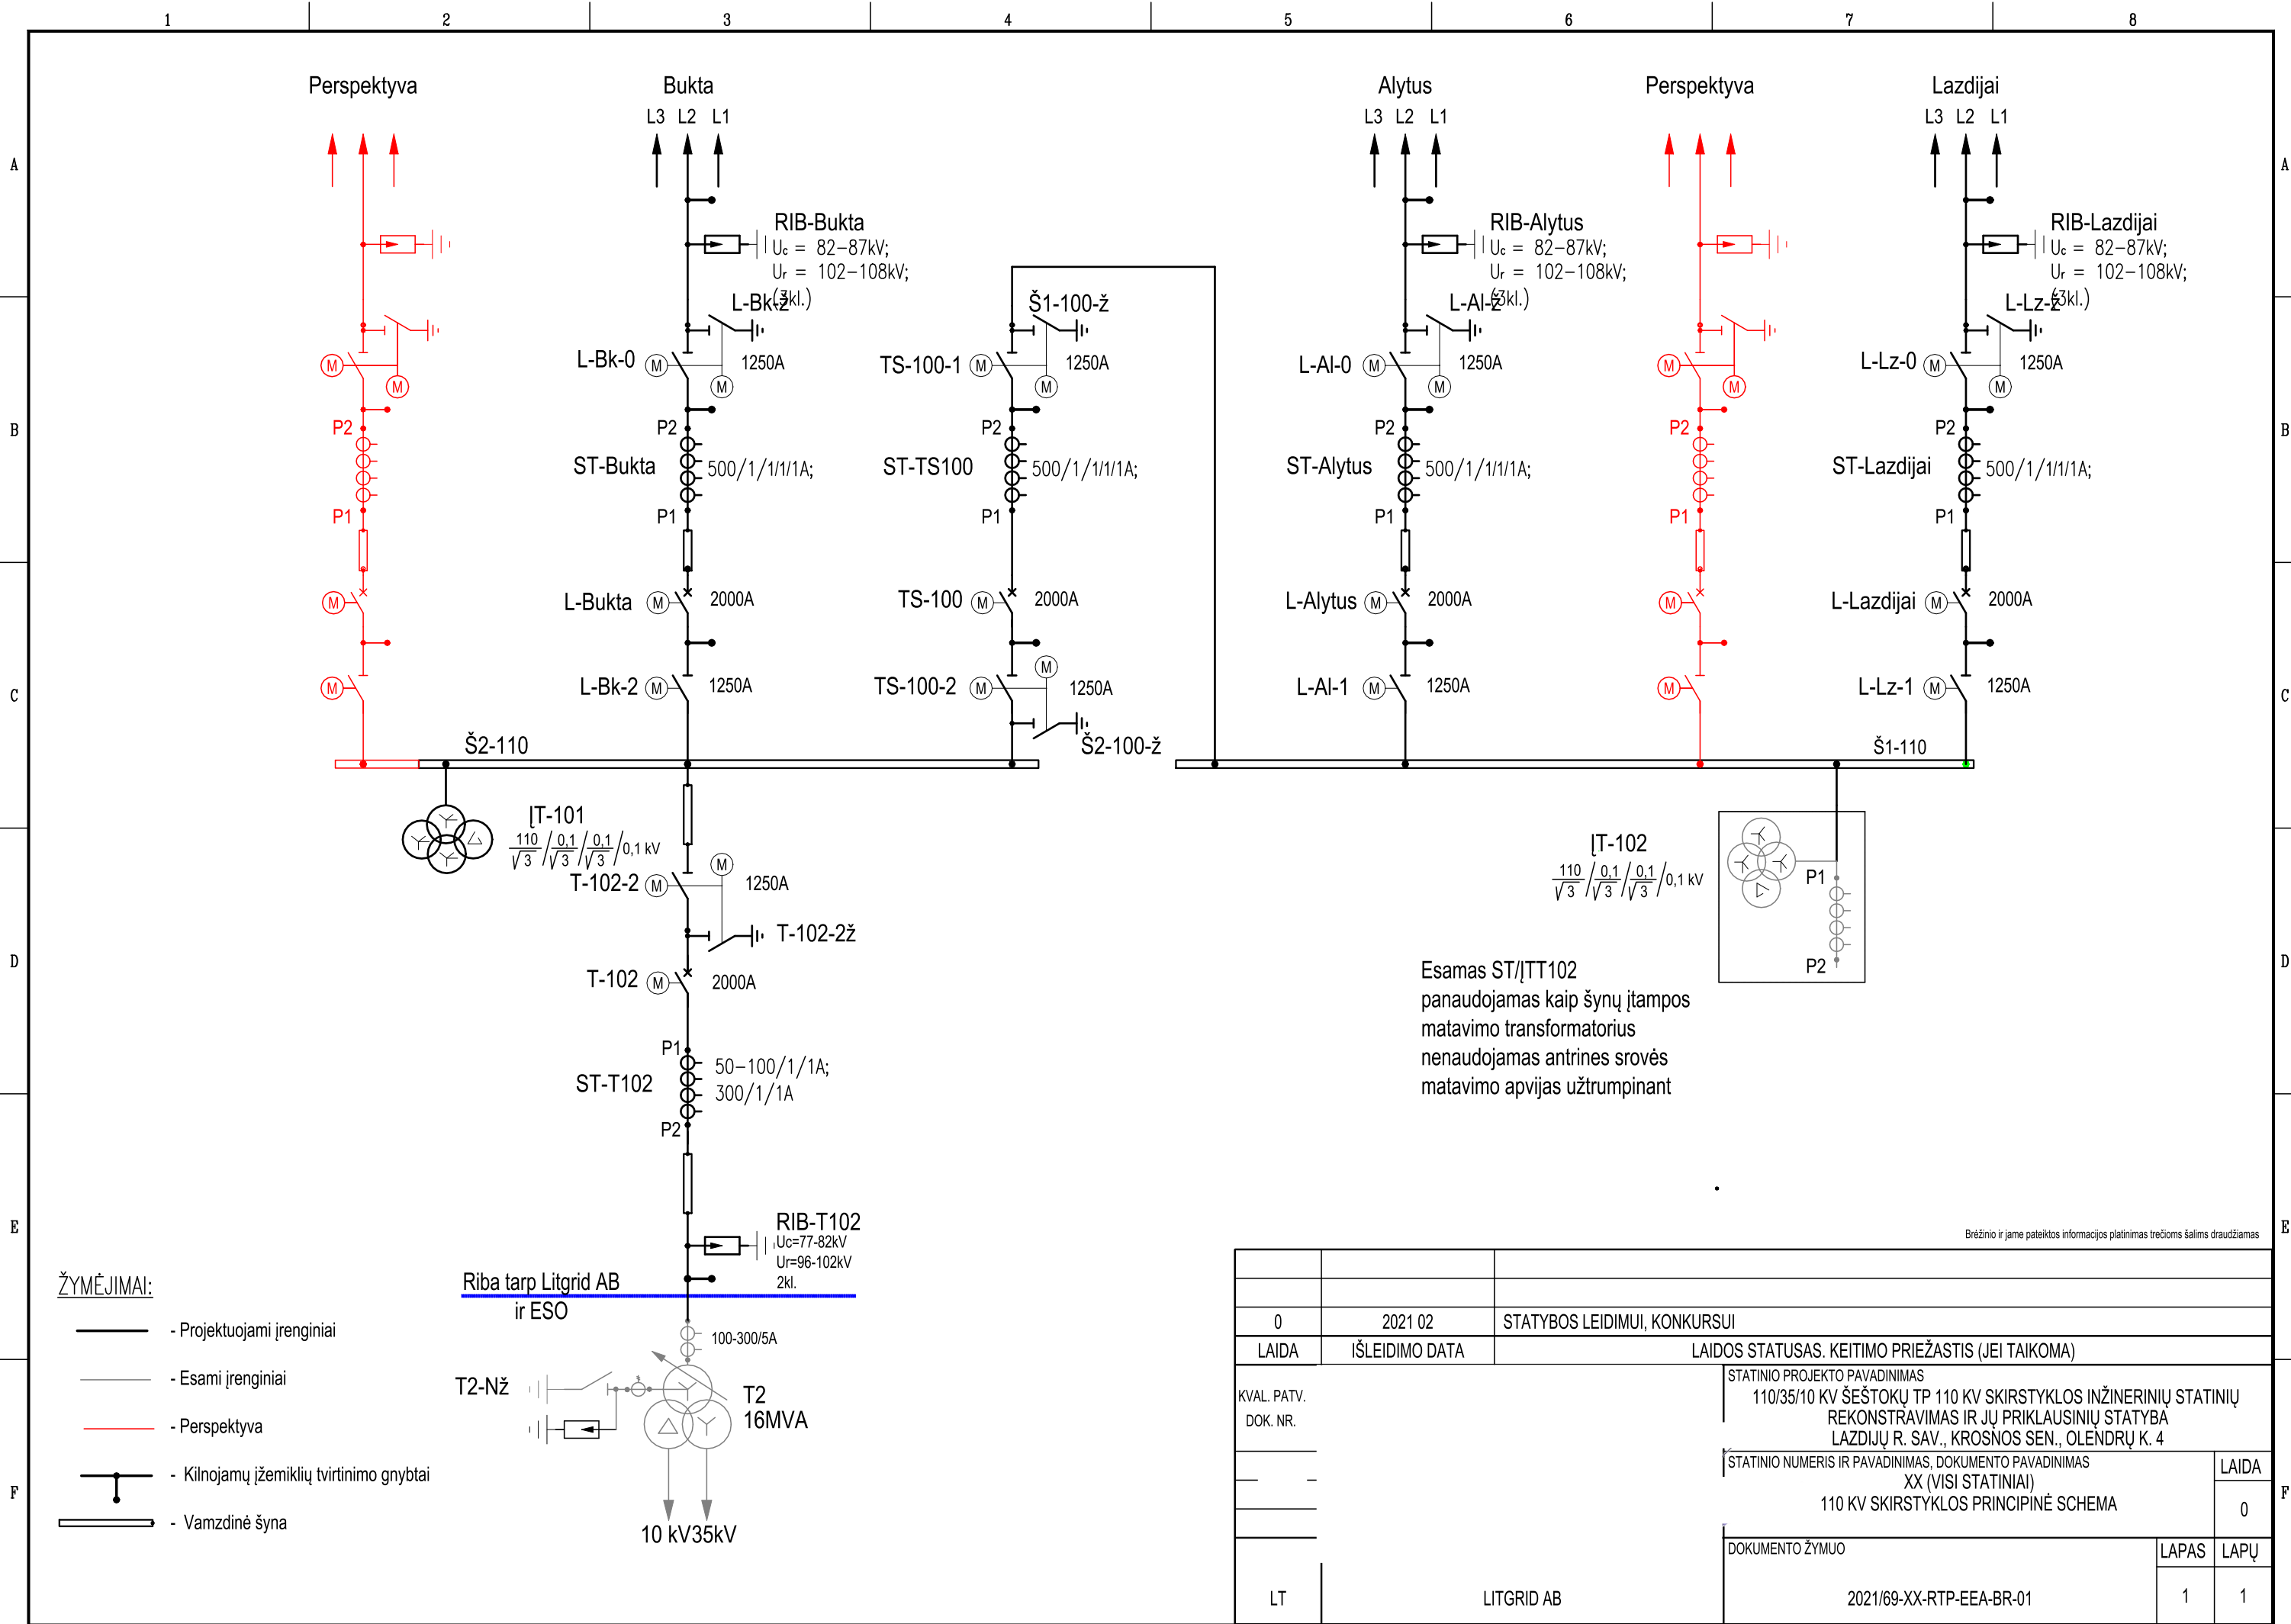 1 2 3 4 5 6 7 8
Perspektyva
Bukta
Alytus
Perspektyva
Lazdijai
L3 L2 L1
L3 L2 L1
L3 L2 L1
A
A
RIB-Bukta
Uc = 82–87kV;
Ur = 102–108kV;
(3kl.)
RIB-Alytus
Uc = 82–87kV;
Ur = 102–108kV;
(3kl.)
RIB-Lazdijai
Uc = 82–87kV;
Ur = 102–108kV;
(3kl.)
L-Bk-ž
Š1-100-ž
L-Al-ž
L-Lz-ž
M
M
L-Bk-0 M 1250A
M
TS-100-1 M 1250A
M
L-Al-0 M 1250A
M
M
M
L-Lz-0 M 1250A
M
B
B
P2
P1
P2
ST-Bukta 500/1/1/1/1A;
P1
P2
ST-TS100 500/1/1/1/1A;
P1
P2
ST-Alytus 500/1/1/1/1A;
P1
P2
P1
P2
ST-Lazdijai 500/1/1/1/1A;
P1
M
L-Bukta M 2000A
TS-100 M 2000A
L-Alytus M 2000A
M
L-Lazdijai M 2000A
C
C
M
L-Bk-2 M 1250A
M
TS-100-2 M 1250A
L-Al-1 M 1250A
M
L-Lz-1 M 1250A
Š2-100-ž
Š2-110
Š1-110
ĮT-101
110/√3 / 0,1/√3 / 0,1/√3 / 0,1 kV
ĮT-102
110/√3 / 0,1/√3 / 0,1/√3 / 0,1 kV
P1
P2
M
T-102-2 M 1250A
T-102-2ž
T-102 M 2000A
D
D
Esamas ST/ĮTT102
panaudojamas kaip šynų įtampos
matavimo transformatorius
nenaudojamas antrines srovės
matavimo apvijas užtrumpinant
P1
ST-T102
50–100/1/1A;
300/1/1A
P2
E
E
RIB-T102
Uc=77-82kV
Ur=96-102kV
2kl.
Riba tarp Litgrid AB
ir ESO
100-300/5A
T2-Nž
T2
16MVA
10 kV 35kV
ŽYMĖJIMAI:
- Projektuojami įrenginiai
- Esami įrenginiai
- Perspektyva
- Kilnojamų įžemiklių tvirtinimo gnybtai
- Vamzdinė šyna
F
F
Brėžinio ir jame pateiktos informacijos platinimas trečioms šalims draudžiamas
0 2021 02 STATYBOS LEIDIMUI, KONKURSUI
LAIDA IŠLEIDIMO DATA LAIDOS STATUSAS. KEITIMO PRIEŽASTIS (JEI TAIKOMA)
KVAL. PATV.
DOK. NR.
STATINIO PROJEKTO PAVADINIMAS
110/35/10 KV ŠEŠTOKŲ TP 110 KV SKIRSTYKLOS INŽINERINIŲ STATINIŲ
REKONSTRAVIMAS IR JŲ PRIKLAUSINIŲ STATYBA
LAZDIJŲ R. SAV., KROSNOS SEN., OLENDRŲ K. 4
STATINIO NUMERIS IR PAVADINIMAS, DOKUMENTO PAVADINIMAS
XX (VISI STATINIAI)
110 KV SKIRSTYKLOS PRINCIPINĖ SCHEMA
LAIDA
0
DOKUMENTO ŽYMUO
LAPAS LAPŲ
LT LITGRID AB 2021/69-XX-RTP-EEA-BR-01 1 1